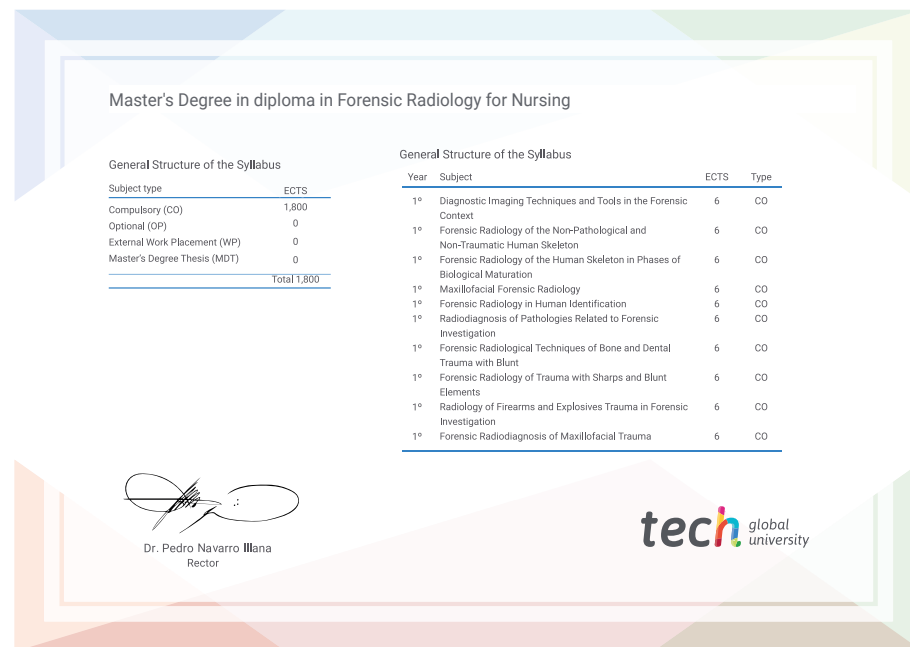 Master's Degree in diploma in Forensic Radiology for Nursing
General Structure of the Syllabus
Subject type ECTS
Compulsory (CO) 1,800
Optional (OP) 0
External Work Placement (WP) 0
Master's Degree Thesis (MDT) 0
Total 1,800
General Structure of the Syllabus
Year Subject ECTS Type
1º Diagnostic Imaging Techniques and Tools in the Forensic 6 CO
Context
1º Forensic Radiology of the Non-Pathological and 6 CO
Non-Traumatic Human Skeleton
1º Forensic Radiology of the Human Skeleton in Phases of 6 CO
Biological Maturation
1º Maxillofacial Forensic Radiology 6 CO
1º Forensic Radiology in Human Identification 6 CO
1º Radiodiagnosis of Pathologies Related to Forensic 6 CO
Investigation
1º Forensic Radiological Techniques of Bone and Dental 6 CO
Trauma with Blunt
1º Forensic Radiology of Trauma with Sharps and Blunt 6 CO
Elements
1º Radiology of Firearms and Explosives Trauma in Forensic 6 CO
Investigation
1º Forensic Radiodiagnosis of Maxillofacial Trauma 6 CO
Dr. Pedro Navarro Illana
Rector
tech global
university